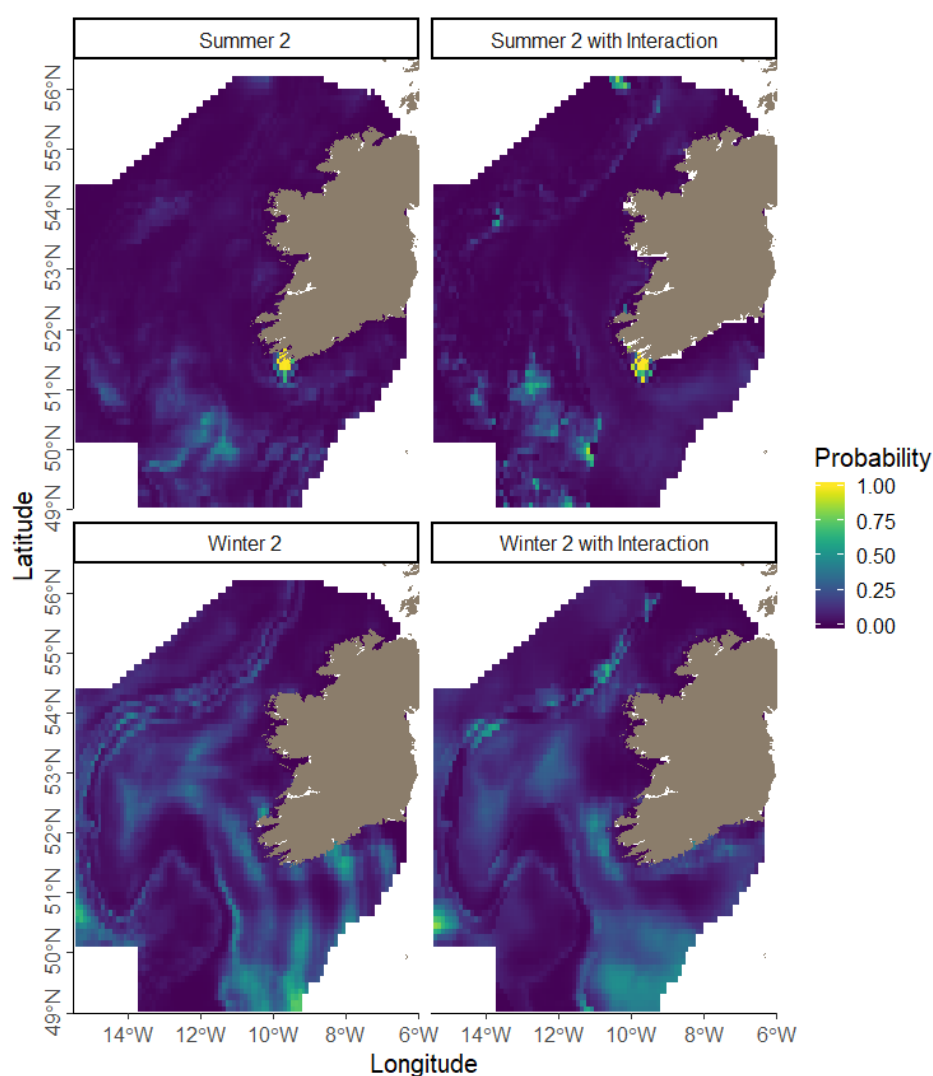 Summer 2
Summer 2 with Interaction
56°N
55°N
54°N
53°N
52°N
51°N
50°N
49°N
Latitude
Probability
1.00
0.75
0.50
0.25
0.00
Winter 2
Winter 2 with Interaction
56°N
55°N
54°N
53°N
52°N
51°N
50°N
49°N
14°W 12°W 10°W 8°W 6°W 14°W 12°W 10°W 8°W 6°W
Longitude